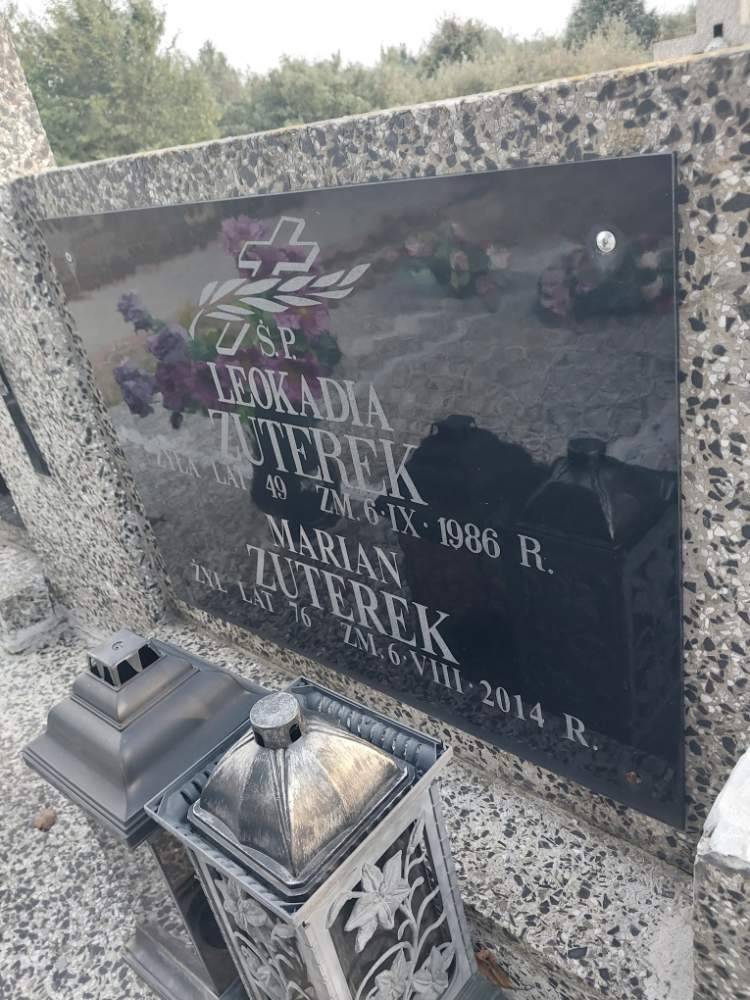 Ś.P.
LEOKADIA
ZUTEREK
ŻYŁA LAT 49 ZM. 6·IX·1986 R.
MARIAN
ZUTEREK
ŻYŁ LAT 76 ZM. 6·VIII·2014 R.